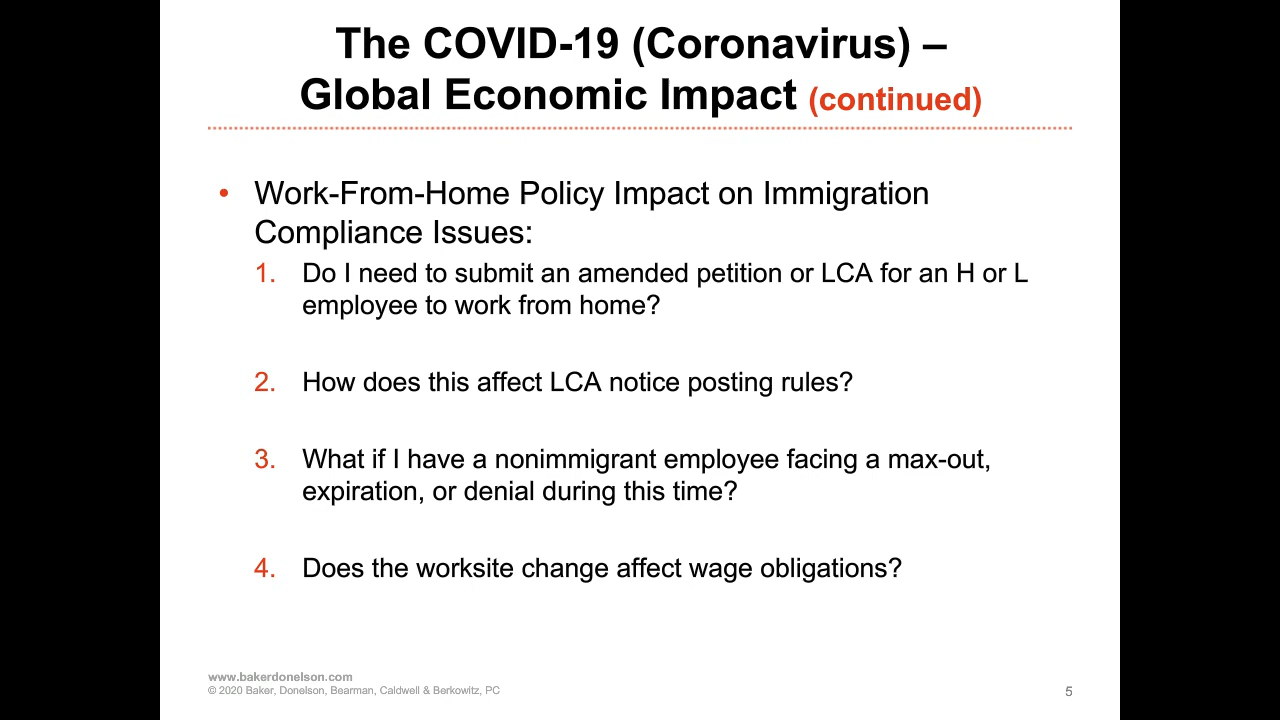 The COVID-19 (Coronavirus) –
Global Economic Impact (continued)
• Work-From-Home Policy Impact on Immigration
Compliance Issues:
1. Do I need to submit an amended petition or LCA for an H or L
employee to work from home?
2. How does this affect LCA notice posting rules?
3. What if I have a nonimmigrant employee facing a max-out,
expiration, or denial during this time?
4. Does the worksite change affect wage obligations?
www.bakerdonelson.com
© 2020 Baker, Donelson, Bearman, Caldwell & Berkowitz, PC
5